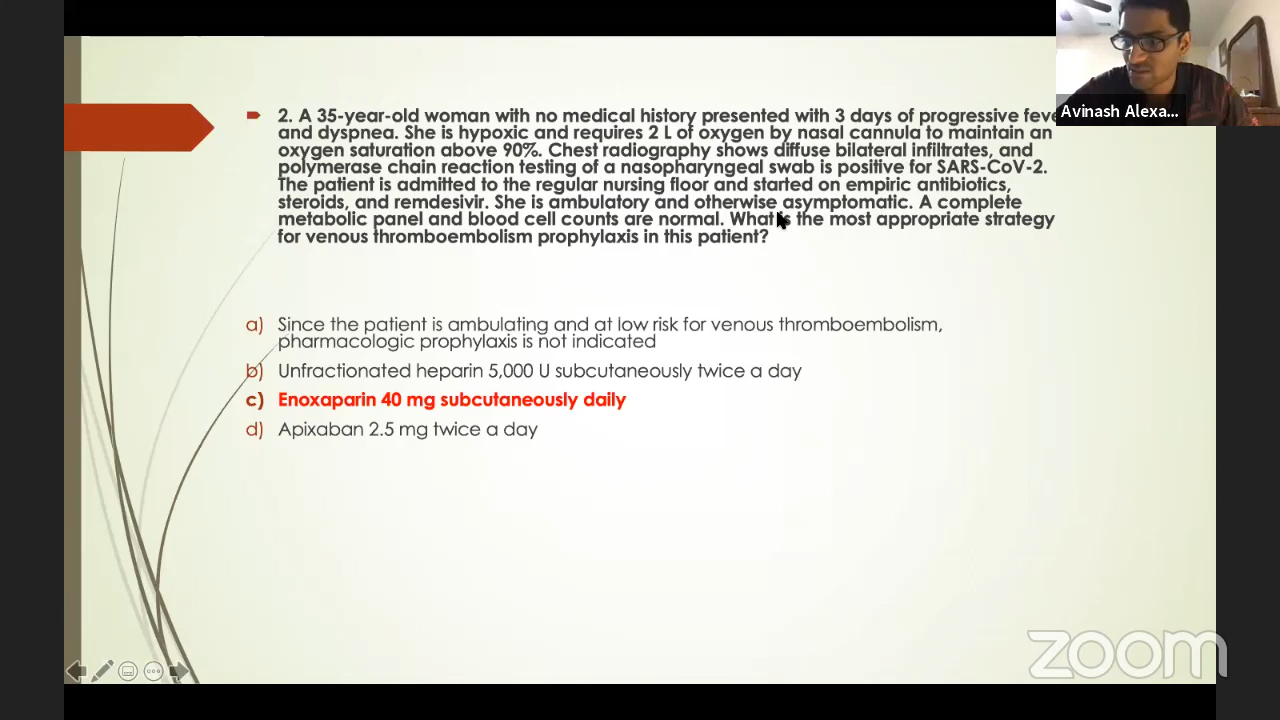 2. A 35-year-old woman with no medical history presented with 3 days of progressive feve
and dyspnea. She is hypoxic and requires 2 L of oxygen by nasal cannula to maintain an
oxygen saturation above 90%. Chest radiography shows diffuse bilateral infiltrates, and
polymerase chain reaction testing of a nasopharyngeal swab is positive for SARS-CoV-2.
The patient is admitted to the regular nursing floor and started on empiric antibiotics,
steroids, and remdesivir. She is ambulatory and otherwise asymptomatic. A complete
metabolic panel and blood cell counts are normal. What is the most appropriate strategy
for venous thromboembolism prophylaxis in this patient?
a) Since the patient is ambulating and at low risk for venous thromboembolism,
pharmacologic prophylaxis is not indicated
b) Unfractionated heparin 5,000 U subcutaneously twice a day
c) Enoxaparin 40 mg subcutaneously daily
d) Apixaban 2.5 mg twice a day
Avinash Alexa...
zoom